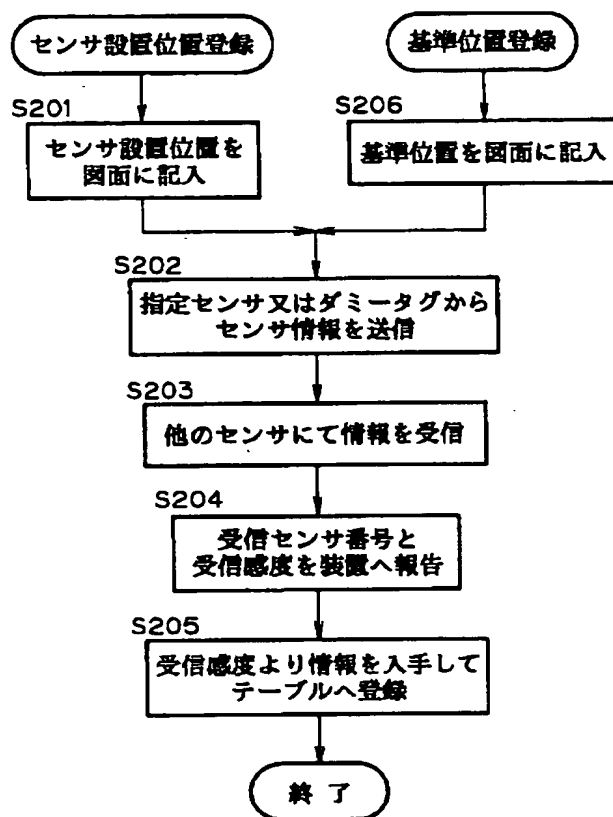 センサ設置位置登録
基準位置登録
S201
センサ設置位置を
図面に記入
S206
基準位置を図面に記入
S202
指定センサ又はダミータグから
センサ情報を送信
S203
他のセンサにて情報を受信
S204
受信センサ番号と
受信感度を装置へ報告
S205
受信感度より情報を入手して
テーブルへ登録
終了